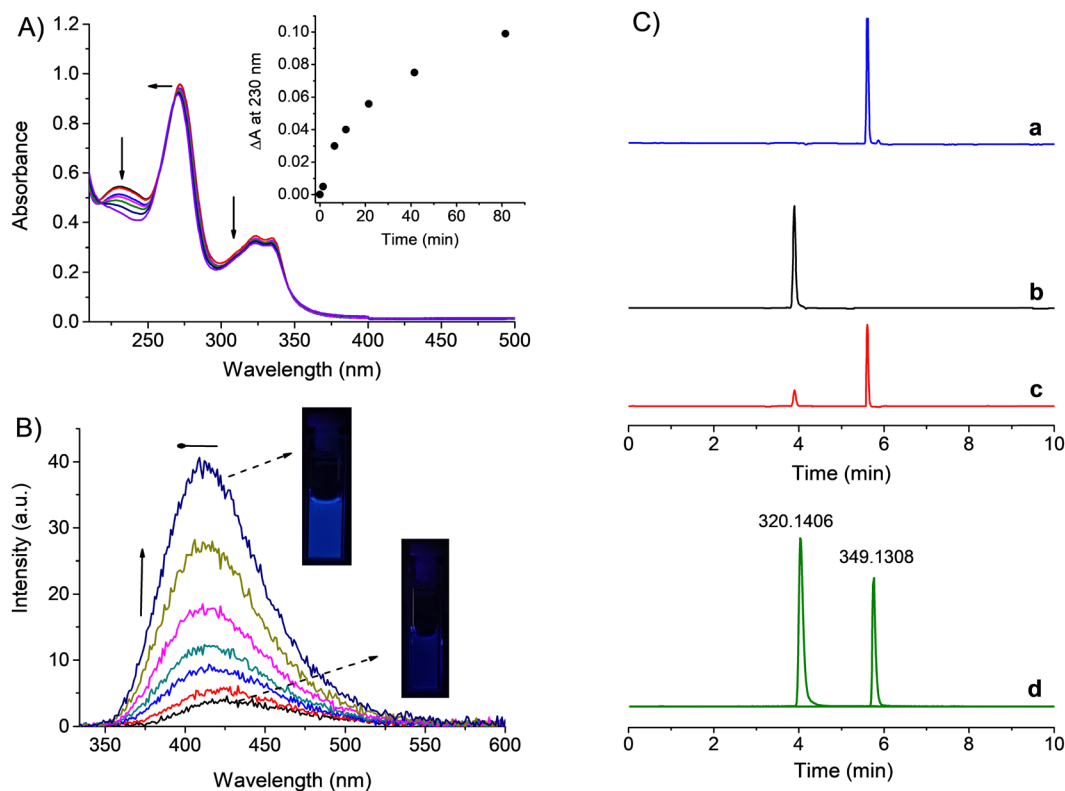 A)
1.2
1.0
0.8
0.6
0.4
0.2
0.0
Absorbance
250 300 350 400 450 500
Wavelength (nm)
0.10
0.08
0.06
0.04
0.02
0.00
ΔA at 230 nm
0 20 40 60 80
Time (min)
B)
40
30
20
10
0
Intensity (a.u.)
350 400 450 500 550 600
Wavelength (nm)
C)
a
b
c
0 2 4 6 8 10
Time (min)
320.1406
349.1308
d
0 2 4 6 8 10
Time (min)